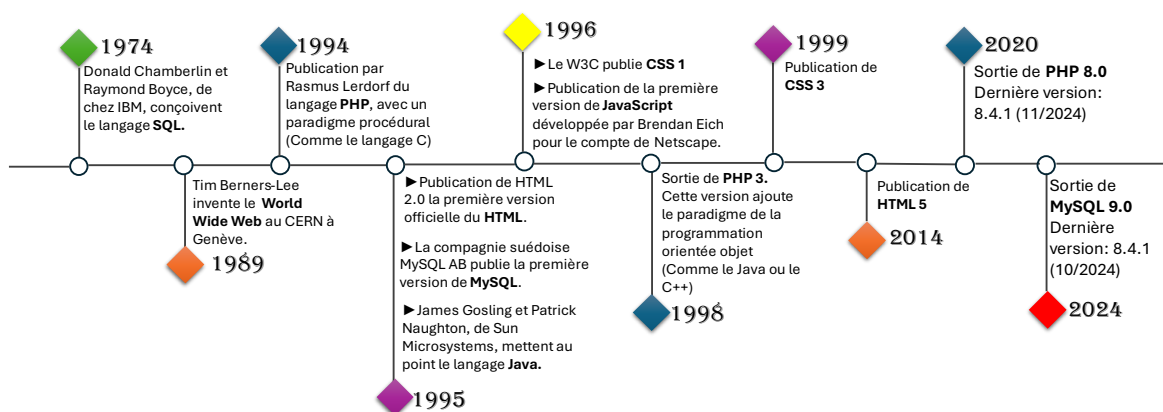 1974
Donald Chamberlin et
Raymond Boyce, de
chez IBM, conçoivent
le langage SQL.
1989
Tim Berners-Lee
invente le World
Wide Web au CERN à
Genève.
1994
Publication par
Rasmus Lerdorf du
langage PHP, avec un
paradigme procédural
(Comme le langage C)
►Publication de HTML
2.0 la première version
officielle du HTML.
►La compagnie suédoise
MySQL AB publie la première
version de MySQL.
►James Gosling et Patrick
Naughton, de Sun
Microsystems, mettent au
point le langage Java.
1995
1996
►Le W3C publie CSS 1
►Publication de la première
version de JavaScript
développée par Brendan Eich
pour le compte de Netscape.
Sortie de PHP 3.
Cette version ajoute
le paradigme de la
programmation
orientée objet
(Comme le Java ou le
C++)
1998
1999
Publication de
CSS 3
Publication de
HTML 5
2014
2020
Sortie de PHP 8.0
Dernière version:
8.4.1 (11/2024)
Sortie de
MySQL 9.0
Dernière
version: 8.4.1
(10/2024)
2024